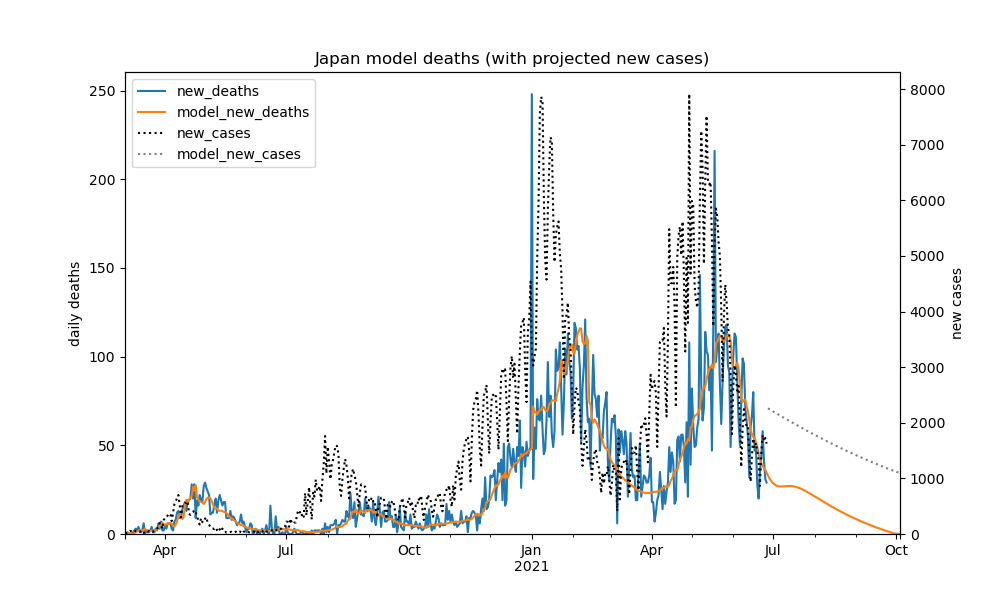 Japan model deaths (with projected new cases)
new_deaths
model_new_deaths
new_cases
model_new_cases
daily deaths
250
200
150
100
50
0
new cases
8000
7000
6000
5000
4000
3000
2000
1000
0
Apr
Jul
Oct
Jan
2021
Apr
Jul
Oct